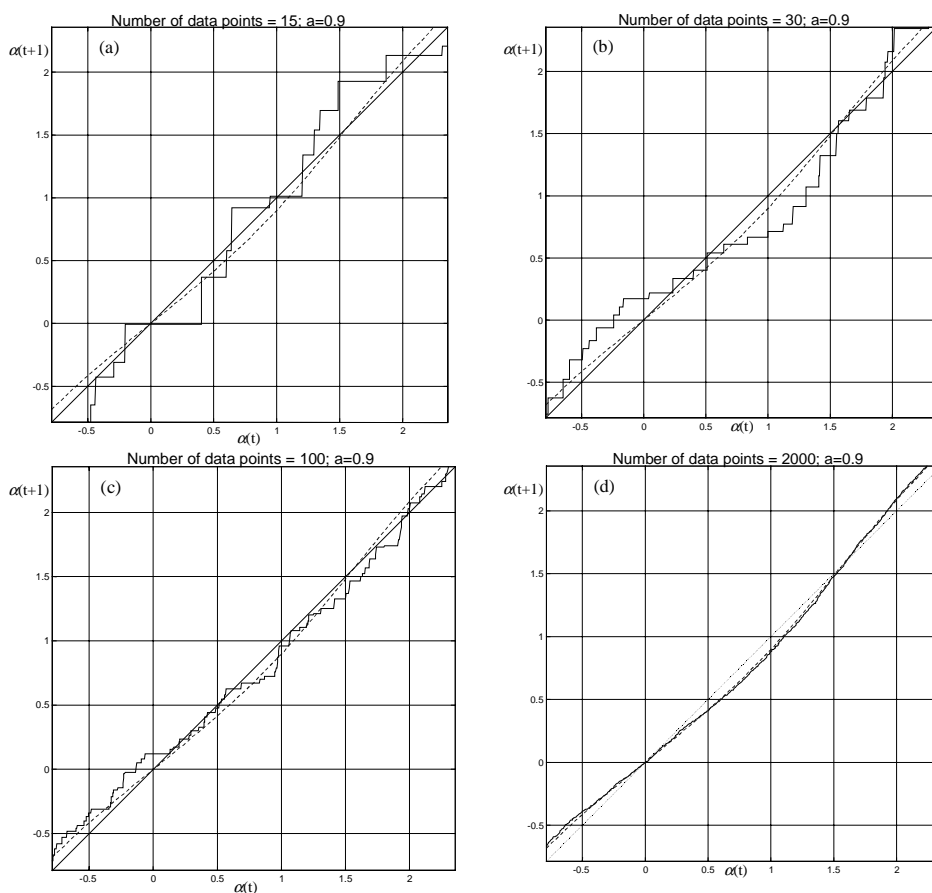 Number of data points = 15; a=0.9
α(t+1)
(a)
2
1.5
1
0.5
0
-0.5
-0.5 0 0.5 1 1.5 2
α(t)
Number of data points = 30; a=0.9
α(t+1)
(b)
2
1.5
1
0.5
0
-0.5
-0.5 0 0.5 1 1.5 2
α(t)
Number of data points = 100; a=0.9
α(t+1)
(c)
2
1.5
1
0.5
0
-0.5
-0.5 0 0.5 1 1.5 2
α(t)
Number of data points = 2000; a=0.9
α(t+1)
(d)
2
1.5
1
0.5
0
-0.5
-0.5 0 0.5 1 1.5 2
α(t)